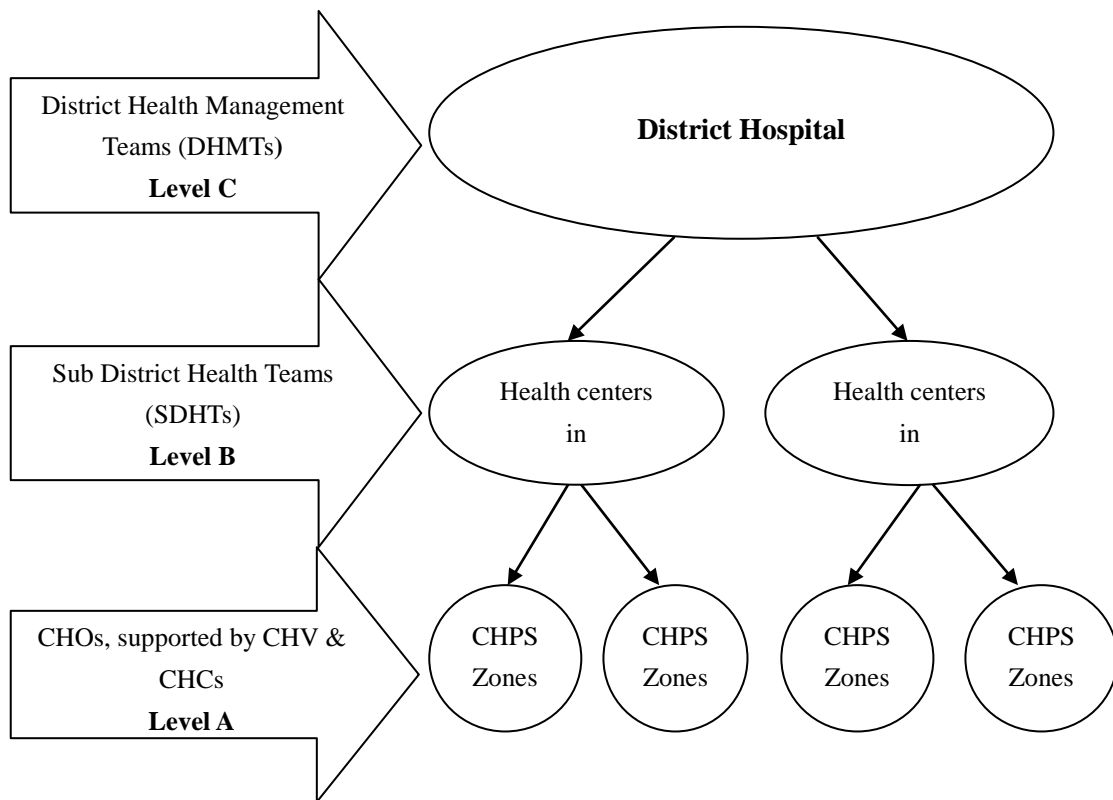 District Health Management
Teams (DHMTs)
Level C
District Hospital
Sub District Health Teams
(SDHTs)
Level B
Health centers
in
Health centers
in
CHOs, supported by CHV &
CHCs
Level A
CHPS
Zones
CHPS
Zones
CHPS
Zones
CHPS
Zones